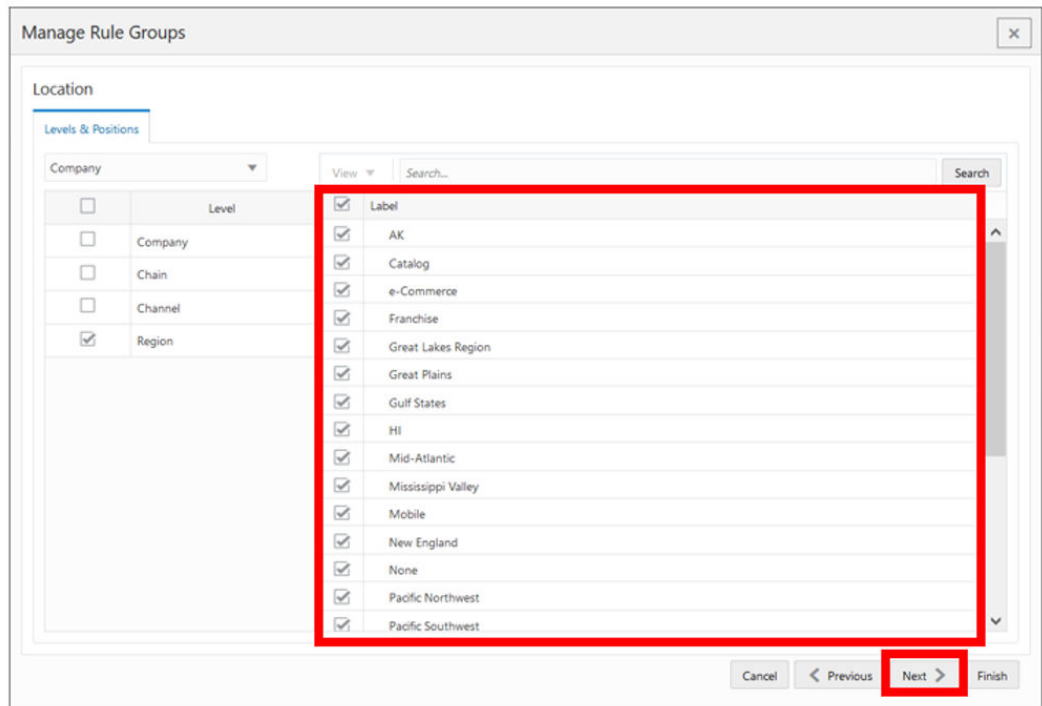 Manage Rule Groups
Location
Levels & Positions
Company
View
Search...
Search
Level
Label
Company
Chain
Channel
Region
AK
Catalog
e-Commerce
Franchise
Great Lakes Region
Great Plains
Gulf States
HI
Mid-Atlantic
Mississippi Valley
Mobile
New England
None
Pacific Northwest
Pacific Southwest
Cancel
Previous
Next
Finish